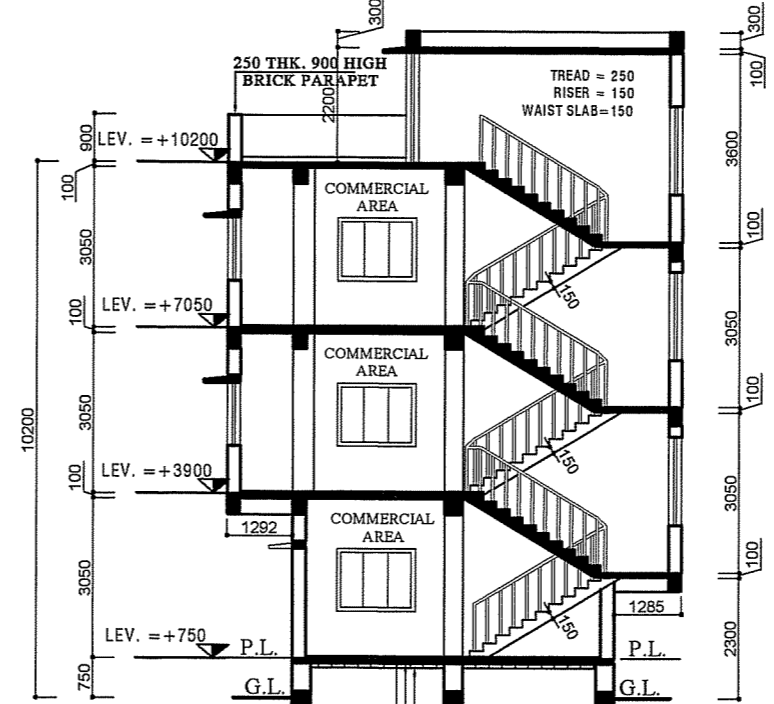 300
300
250 THK. 900 HIGH
BRICK PARAPET
2200
TREAD = 250
RISER = 150
WAIST SLAB=150
100
900
LEV. = +10200
3600
100
COMMERCIAL
AREA
3050
100
150
100
LEV. = +7050
3050
COMMERCIAL
AREA
100
10200
3050
150
100
LEV. = +3900
3050
COMMERCIAL
AREA
1292
100
3050
150
1285
LEV. = +750
P.L.
P.L.
2300
750
G.L.
G.L.